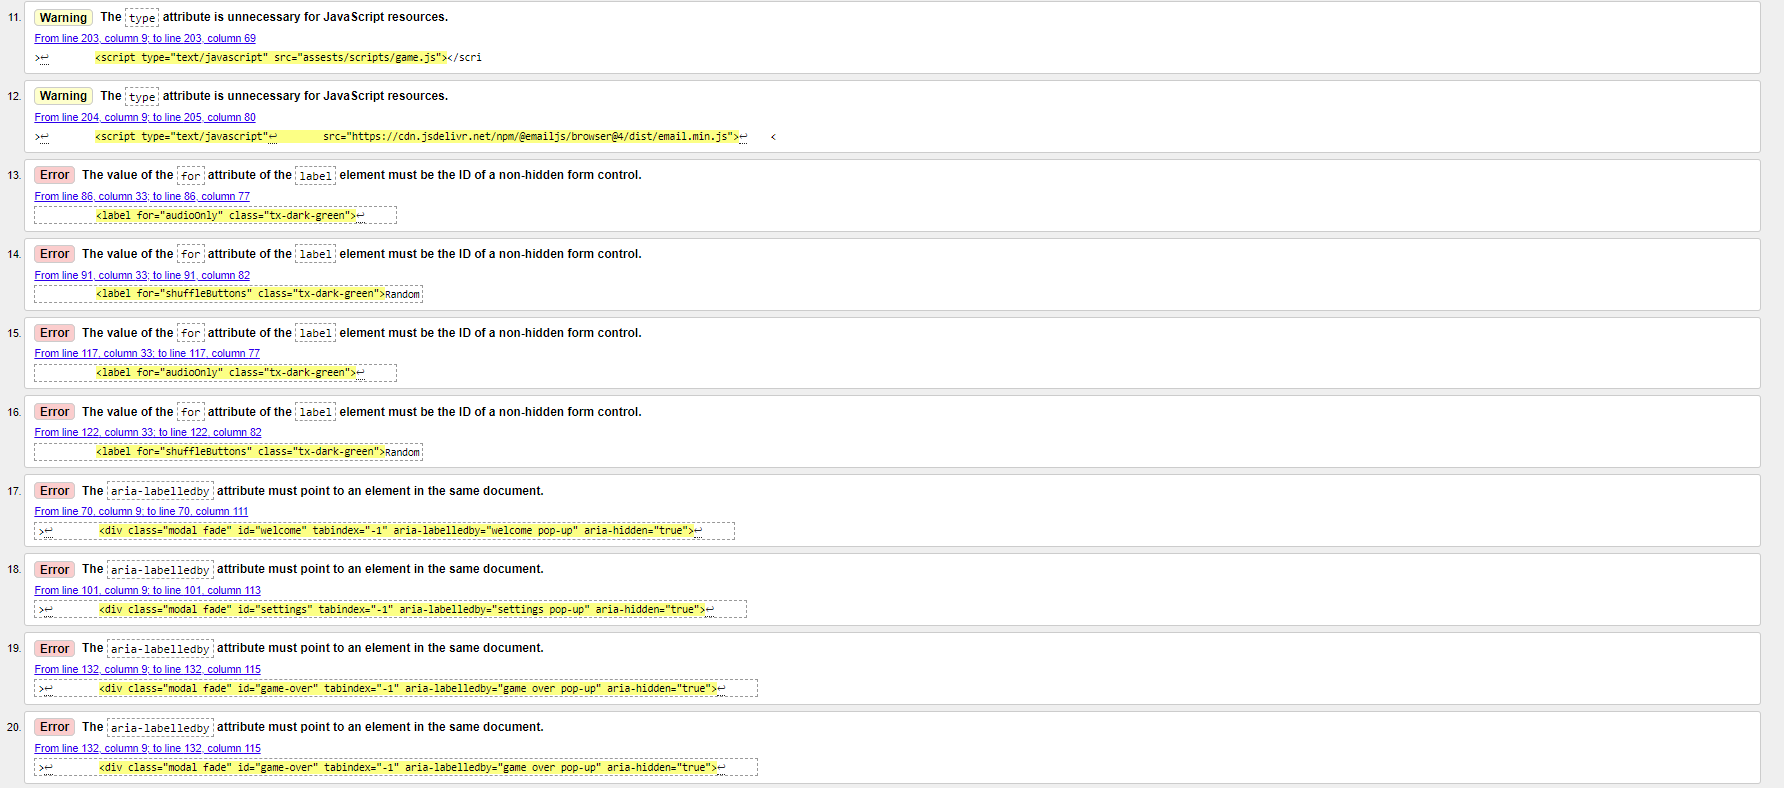 11. Warning The type attribute is unnecessary for JavaScript resources.
From line 203, column 9; to line 203, column 69
>↩ <script type="text/javascript" src="assests/scripts/game.js"></scri
12. Warning The type attribute is unnecessary for JavaScript resources.
From line 204, column 9; to line 205, column 80
>↩ <script type="text/javascript"↩ src="https://cdn.jsdelivr.net/npm/@emailjs/browser@4/dist/email.min.js">↩ <
13. Error The value of the for attribute of the label element must be the ID of a non-hidden form control.
From line 86, column 33; to line 86, column 77
<label for="audioOnly" class="tx-dark-green">↩
14. Error The value of the for attribute of the label element must be the ID of a non-hidden form control.
From line 91, column 33; to line 91, column 82
<label for="shuffleButtons" class="tx-dark-green">Random
15. Error The value of the for attribute of the label element must be the ID of a non-hidden form control.
From line 117, column 33; to line 117, column 77
<label for="audioOnly" class="tx-dark-green">↩
16. Error The value of the for attribute of the label element must be the ID of a non-hidden form control.
From line 122, column 33; to line 122, column 82
<label for="shuffleButtons" class="tx-dark-green">Random
17. Error The aria-labelledby attribute must point to an element in the same document.
From line 70, column 9; to line 70, column 111
>↩ <div class="modal fade" id="welcome" tabindex="-1" aria-labelledby="welcome pop-up" aria-hidden="true">↩
18. Error The aria-labelledby attribute must point to an element in the same document.
From line 101, column 9; to line 101, column 113
>↩ <div class="modal fade" id="settings" tabindex="-1" aria-labelledby="settings pop-up" aria-hidden="true">↩
19. Error The aria-labelledby attribute must point to an element in the same document.
From line 132, column 9; to line 132, column 115
>↩ <div class="modal fade" id="game-over" tabindex="-1" aria-labelledby="game over pop-up" aria-hidden="true">↩
20. Error The aria-labelledby attribute must point to an element in the same document.
From line 132, column 9; to line 132, column 115
>↩ <div class="modal fade" id="game-over" tabindex="-1" aria-labelledby="game over pop-up" aria-hidden="true">↩